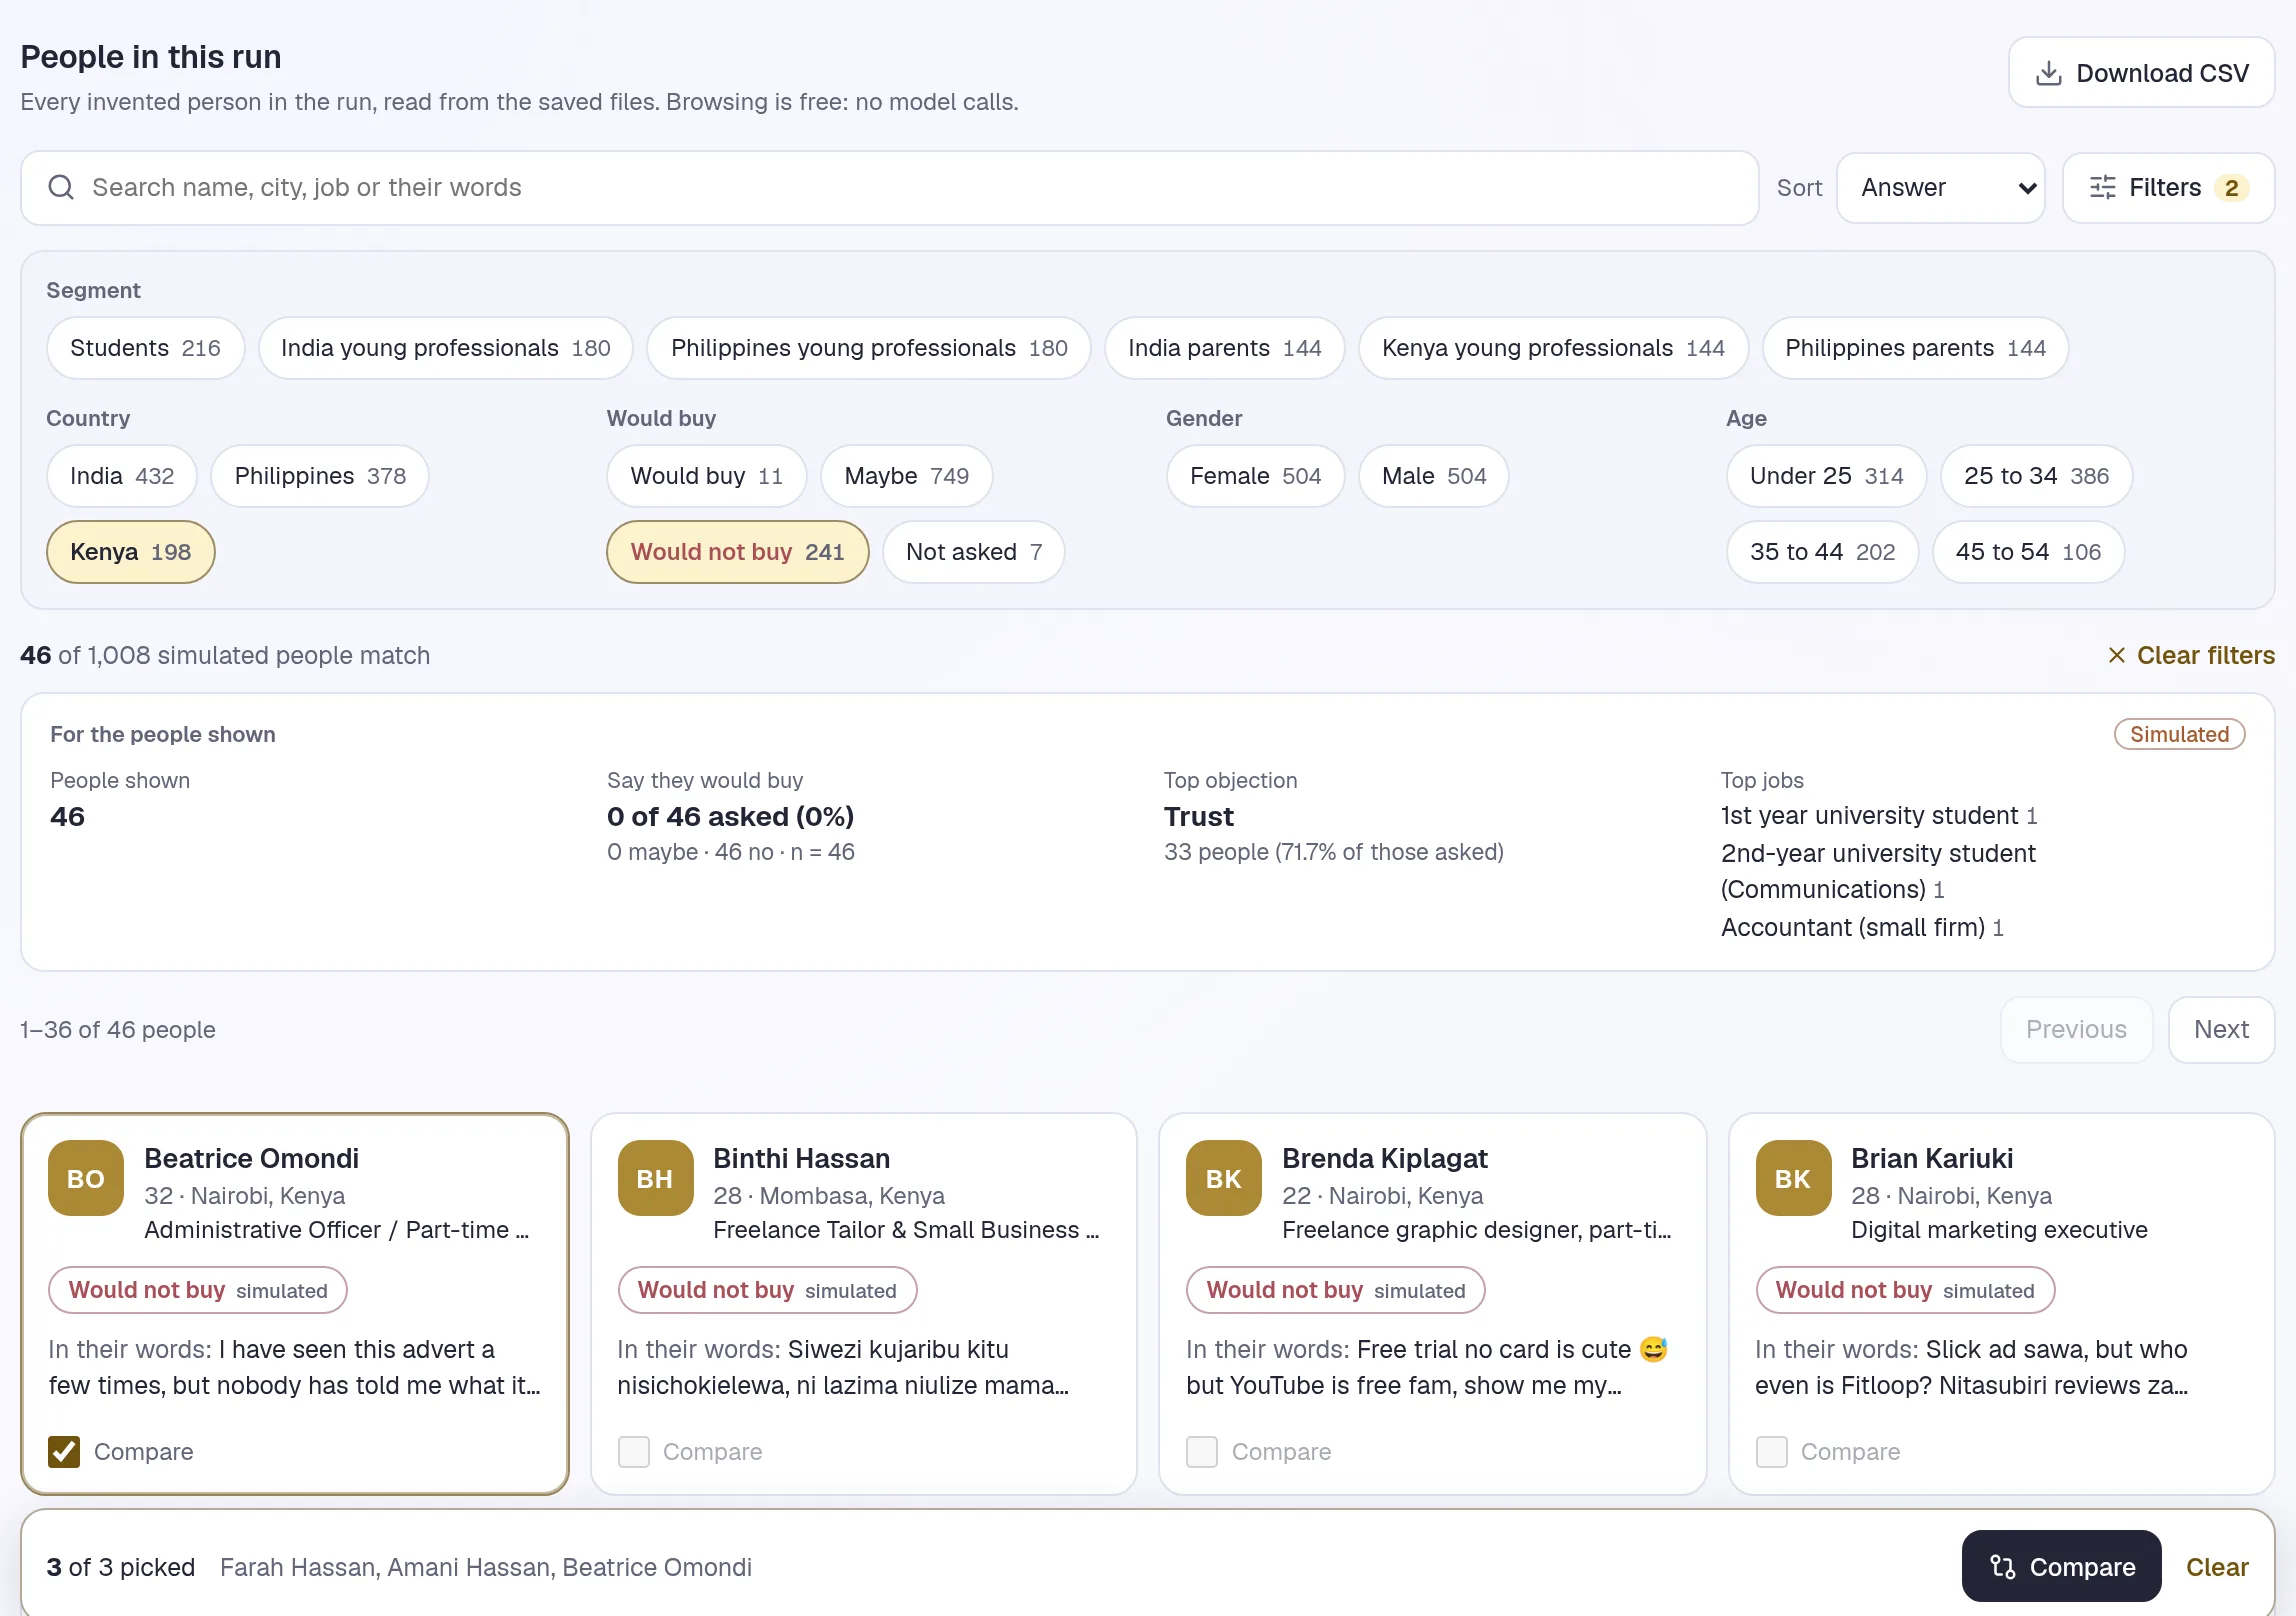 People in this run
Every invented person in the run, read from the saved files. Browsing is free: no model calls.
Download CSV
Search name, city, job or their words
Sort
Answer
Filters 2
Segment
Students 216
India young professionals 180
Philippines young professionals 180
India parents 144
Kenya young professionals 144
Philippines parents 144
Country
India 432
Philippines 378
Kenya 198
Would buy
Would buy 11
Maybe 749
Would not buy 241
Not asked 7
Gender
Female 504
Male 504
Age
Under 25 314
25 to 34 386
35 to 44 202
45 to 54 106
46 of 1,008 simulated people match
Clear filters
For the people shown
Simulated
People shown
46
Say they would buy
0 of 46 asked (0%)
0 maybe · 46 no · n = 46
Top objection
Trust
33 people (71.7% of those asked)
Top jobs
1st year university student 1
2nd-year university student
(Communications) 1
Accountant (small firm) 1
1–36 of 46 people
Previous
Next
BO
Beatrice Omondi
32 · Nairobi, Kenya
Administrative Officer / Part-time ...
Would not buy simulated
In their words: I have seen this advert a
few times, but nobody has told me what it...
Compare
BH
Binthi Hassan
28 · Mombasa, Kenya
Freelance Tailor & Small Business ...
Would not buy simulated
In their words: Siwezi kujaribu kitu
nisichokielewa, ni lazima niulize mama...
Compare
BK
Brenda Kiplagat
22 · Nairobi, Kenya
Freelance graphic designer, part-ti...
Would not buy simulated
In their words: Free trial no card is cute 😅
but YouTube is free fam, show me my...
Compare
BK
Brian Kariuki
28 · Nairobi, Kenya
Digital marketing executive
Would not buy simulated
In their words: Slick ad sawa, but who
even is Fitloop? Nitasubiri reviews za...
Compare
3 of 3 picked
Farah Hassan, Amani Hassan, Beatrice Omondi
Compare
Clear